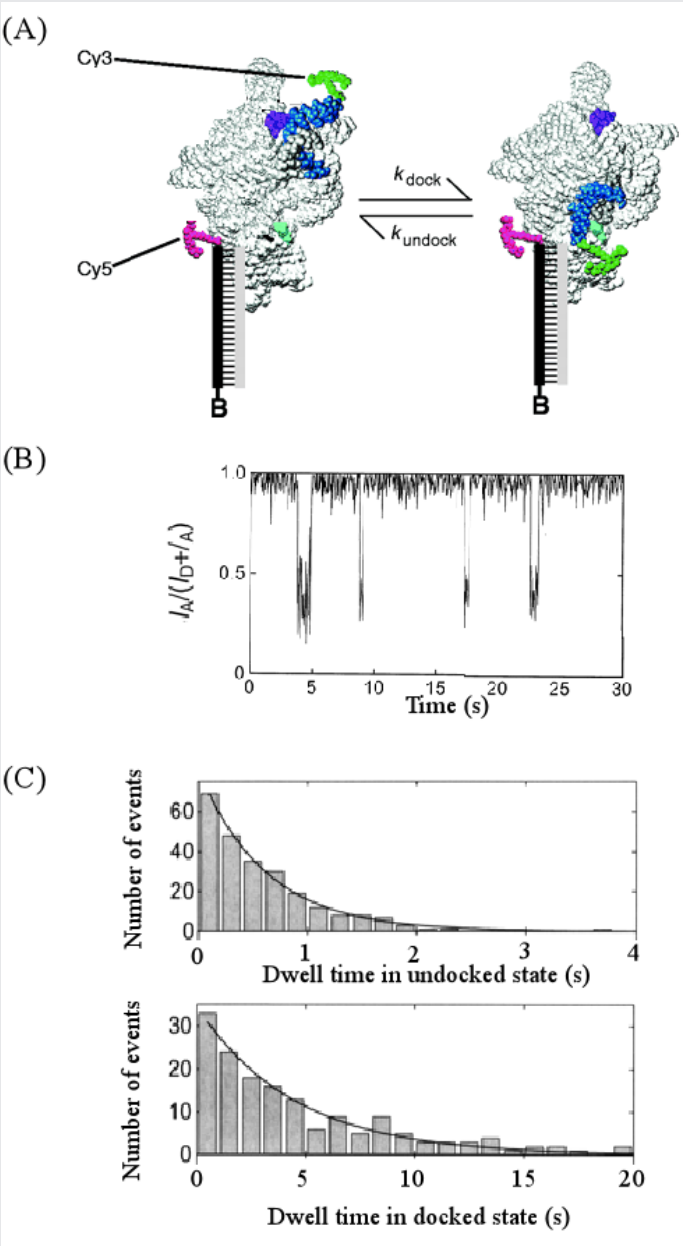 (A)
Cy3
k dock
k undock
Cy5
B
B
(B)
1.0
0.5
0
I_A/(I_D+I_A)
0 5 10 15 20 25 30
Time (s)
(C)
Number of events
60
40
20
0
0 1 2 3 4
Dwell time in undocked state (s)
Number of events
30
20
10
0
0 5 10 15 20
Dwell time in docked state (s)